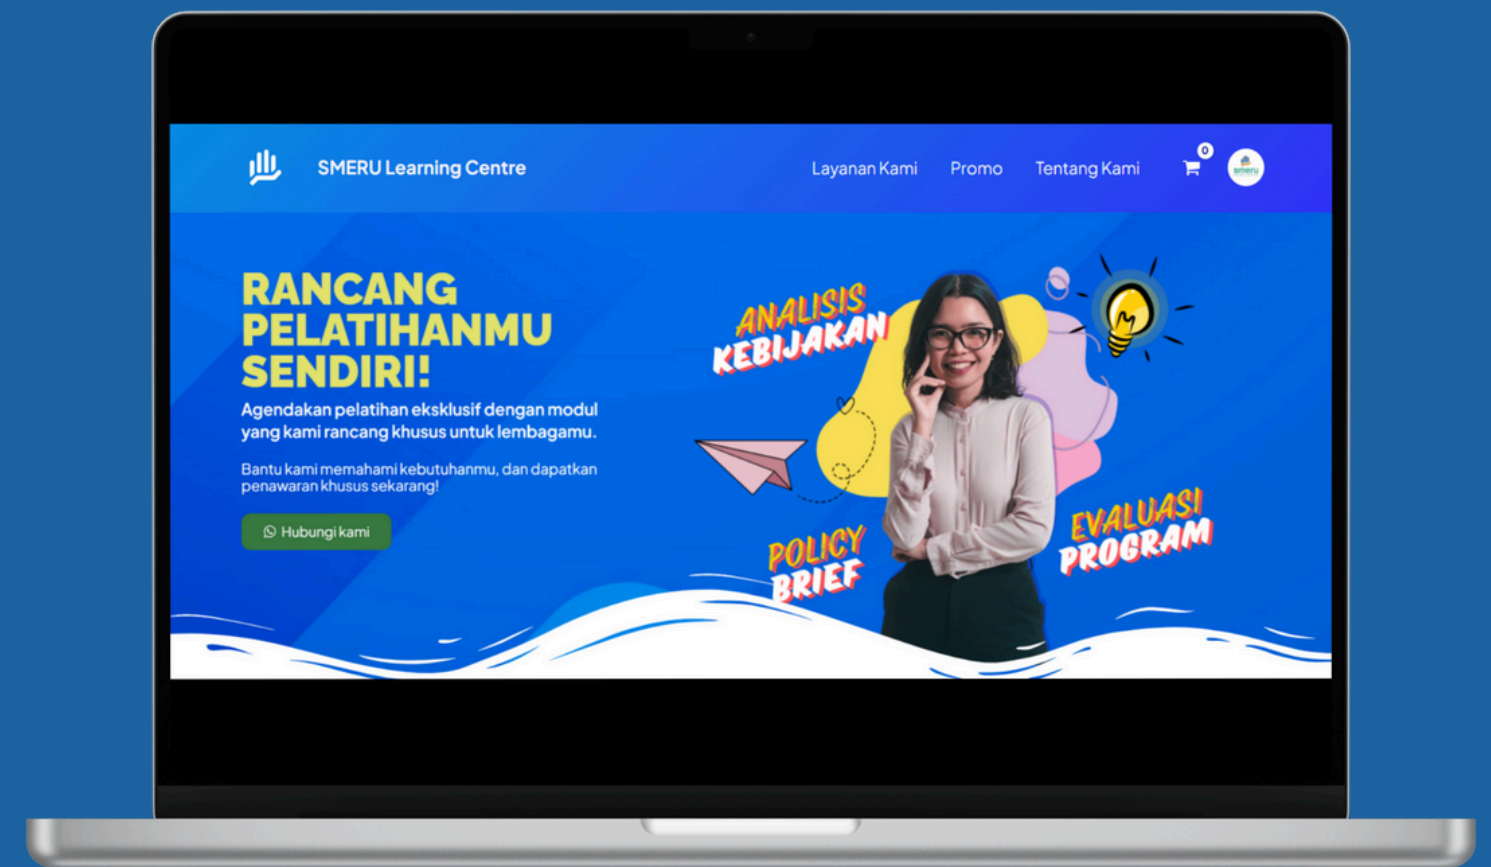 SMERU Learning Centre
Layanan Kami
Promo
Tentang Kami
0
smeru
RANCANG
PELATIHANMU
SENDIRI!
Agendakan pelatihan eksklusif dengan modul
yang kami rancang khusus untuk lembagamu.
Bantu kami memahami kebutuhanmu, dan dapatkan
penawaran khusus sekarang!
Hubungi kami
ANALISIS
KEBIJAKAN
POLICY
BRIEF
EVALUASI
PROGRAM